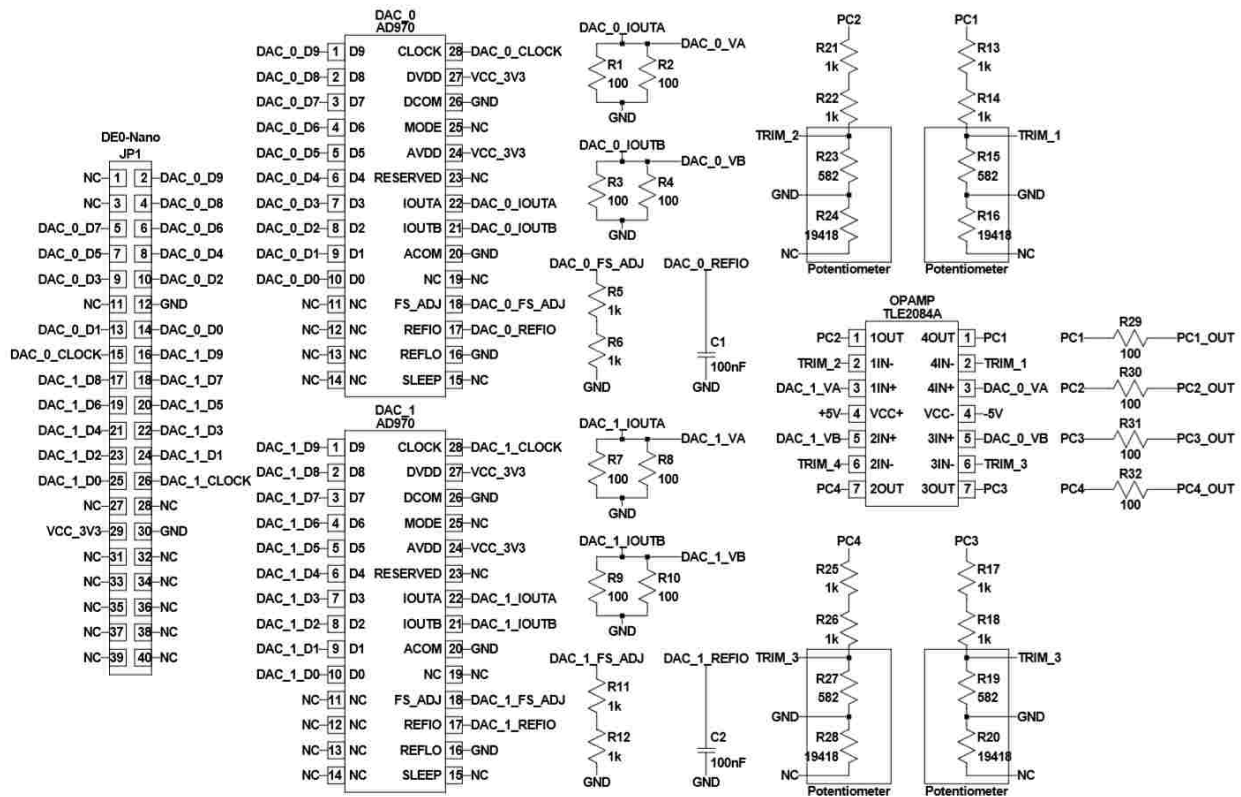 DE0-Nano
JP1
NC 1 2 DAC_0_D9
NC 3 4 DAC_0_D8
DAC_0_D7 5 6 DAC_0_D6
DAC_0_D5 7 8 DAC_0_D4
DAC_0_D3 9 10 DAC_0_D2
NC 11 12 GND
DAC_0_D1 13 14 DAC_0_D0
DAC_0_CLOCK 15 16 DAC_1_D9
DAC_1_D8 17 18 DAC_1_D7
DAC_1_D6 19 20 DAC_1_D5
DAC_1_D4 21 22 DAC_1_D3
DAC_1_D2 23 24 DAC_1_D1
DAC_1_D0 25 26 DAC_1_CLOCK
NC 27 28 NC
VCC_3V3 29 30 GND
NC 31 32 NC
NC 33 34 NC
NC 35 36 NC
NC 37 38 NC
NC 39 40 NC
DAC_0
AD970
DAC_0_D9 1 D9 CLOCK 28 DAC_0_CLOCK
DAC_0_D8 2 D8 DVDD 27 VCC_3V3
DAC_0_D7 3 D7 DCOM 26 GND
DAC_0_D6 4 D6 MODE 25 NC
DAC_0_D5 5 D5 AVDD 24 VCC_3V3
DAC_0_D4 6 D4 RESERVED 23 NC
DAC_0_D3 7 D3 IOUTA 22 DAC_0_IOUTA
DAC_0_D2 8 D2 IOUTB 21 DAC_0_IOUTB
DAC_0_D1 9 D1 ACOM 20 GND
DAC_0_D0 10 D0 NC 19 NC
NC 11 NC FS_ADJ 18 DAC_0_FS_ADJ
NC 12 NC REFIO 17 DAC_0_REFIO
NC 13 NC REFLO 16 GND
NC 14 NC SLEEP 15 NC
DAC_1
AD970
DAC_1_D9 1 D9 CLOCK 28 DAC_1_CLOCK
DAC_1_D8 2 D8 DVDD 27 VCC_3V3
DAC_1_D7 3 D7 DCOM 26 GND
DAC_1_D6 4 D6 MODE 25 NC
DAC_1_D5 5 D5 AVDD 24 VCC_3V3
DAC_1_D4 6 D4 RESERVED 23 NC
DAC_1_D3 7 D3 IOUTA 22 DAC_1_IOUTA
DAC_1_D2 8 D2 IOUTB 21 DAC_1_IOUTB
DAC_1_D1 9 D1 ACOM 20 GND
DAC_1_D0 10 D0 NC 19 NC
NC 11 NC FS_ADJ 18 DAC_1_FS_ADJ
NC 12 NC REFIO 17 DAC_1_REFIO
NC 13 NC REFLO 16 GND
NC 14 NC SLEEP 15 NC
DAC_0_IOUTA
DAC_0_VA
R1 R2
100 100
GND
DAC_0_IOUTB
DAC_0_VB
R3 R4
100 100
GND
DAC_0_FS_ADJ DAC_0_REFIO
R5
1k
R6 C1
1k 100nF
GND GND
DAC_1_IOUTA
DAC_1_VA
R7 R8
100 100
GND
DAC_1_IOUTB
DAC_1_VB
R9 R10
100 100
GND
DAC_1_FS_ADJ DAC_1_REFIO
R11
1k
R12 C2
1k 100nF
GND GND
PC2 PC1
R21 R13
1k 1k
R22 R14
1k 1k
TRIM_2 TRIM_1
R23 R15
582 582
GND GND
R24 R16
19418 19418
NC NC
Potentiometer Potentiometer
OPAMP
TLE2084A
PC2 1 1OUT 4OUT 1 PC1
TRIM_2 2 1IN- 4IN- 2 TRIM_1
DAC_1_VA 3 1IN+ 4IN+ 3 DAC_0_VA
+5V 4 VCC+ VCC- 4 -5V
DAC_1_VB 5 2IN+ 3IN+ 5 DAC_0_VB
TRIM_4 6 2IN- 3IN- 6 TRIM_3
PC4 7 2OUT 3OUT 7 PC3
R29
PC1 PC1_OUT
100
R30
PC2 PC2_OUT
100
R31
PC3 PC3_OUT
100
R32
PC4 PC4_OUT
100
PC4 PC3
R25 R17
1k 1k
R26 R18
1k 1k
TRIM_3 TRIM_3
R27 R19
582 582
GND GND
R28 R20
19418 19418
NC NC
Potentiometer Potentiometer